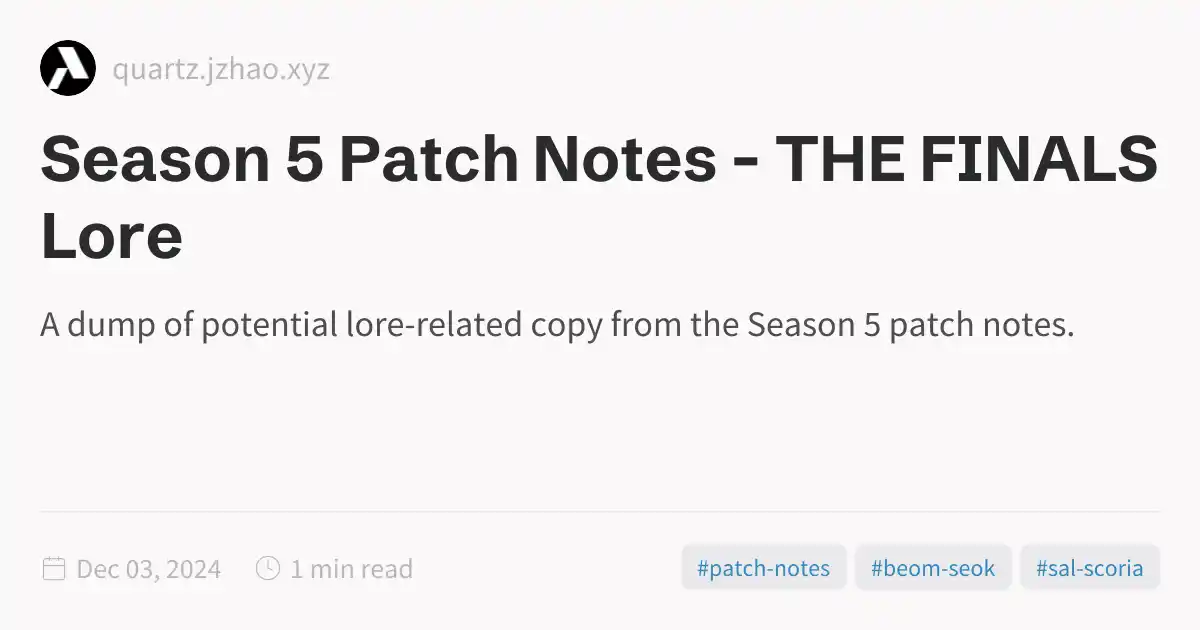 quartz.jzhao.xyz
Season 5 Patch Notes - THE FINALS
Lore
A dump of potential lore-related copy from the Season 5 patch notes.
Dec 03, 2024 1 min read #patch-notes #beom-seok #sal-scoria